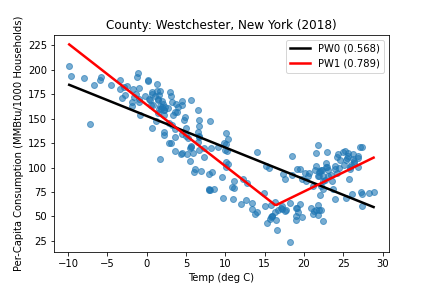 County: Westchester, New York (2018)
Per-Capita Consumption (MMBtu/1000 Households)
225
200
175
150
125
100
75
50
25
PW0 (0.568)
PW1 (0.789)
−10 −5 0 5 10 15 20 25 30
Temp (deg C)